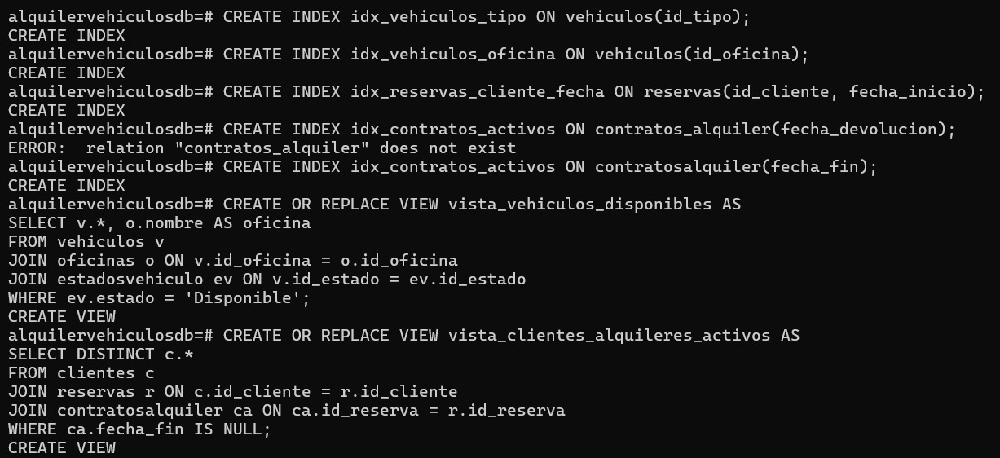 alquilervehiculosdb=# CREATE INDEX idx_vehiculos_tipo ON vehiculos(id_tipo);
CREATE INDEX
alquilervehiculosdb=# CREATE INDEX idx_vehiculos_oficina ON vehiculos(id_oficina);
CREATE INDEX
alquilervehiculosdb=# CREATE INDEX idx_reservas_cliente_fecha ON reservas(id_cliente, fecha_inicio);
CREATE INDEX
alquilervehiculosdb=# CREATE INDEX idx_contratos_activos ON contratos_alquiler(fecha_devolucion);
ERROR:  relation "contratos_alquiler" does not exist
alquilervehiculosdb=# CREATE INDEX idx_contratos_activos ON contratosalquiler(fecha_fin);
CREATE INDEX
alquilervehiculosdb=# CREATE OR REPLACE VIEW vista_vehiculos_disponibles AS
SELECT v.*, o.nombre AS oficina
FROM vehiculos v
JOIN oficinas o ON v.id_oficina = o.id_oficina
JOIN estadosvehiculo ev ON v.id_estado = ev.id_estado
WHERE ev.estado = 'Disponible';
CREATE VIEW
alquilervehiculosdb=# CREATE OR REPLACE VIEW vista_clientes_alquileres_activos AS
SELECT DISTINCT c.*
FROM clientes c
JOIN reservas r ON c.id_cliente = r.id_cliente
JOIN contratosalquiler ca ON ca.id_reserva = r.id_reserva
WHERE ca.fecha_fin IS NULL;
CREATE VIEW